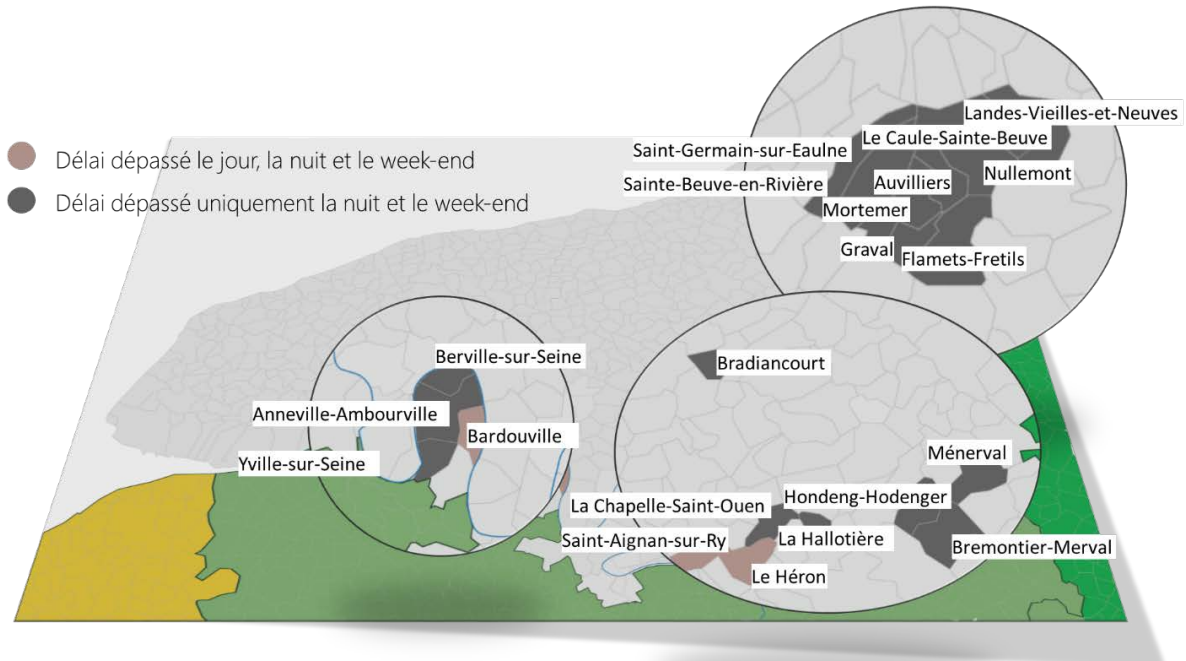 Délai dépassé le jour, la nuit et le week-end
Délai dépassé uniquement la nuit et le week-end
Landes-Vieilles-et-Neuves
Le Caule-Sainte-Beuve
Saint-Germain-sur-Eaulne
Nullemont
Sainte-Beuve-en-Rivière
Auvilliers
Mortemer
Graval
Flamets-Fretils
Berville-sur-Seine
Anneville-Ambourville
Bardouville
Yville-sur-Seine
Bradiancourt
Ménerval
Hondeng-Hodenger
La Chapelle-Saint-Ouen
La Hallotière
Saint-Aignan-sur-Ry
Bremontier-Merval
Le Héron